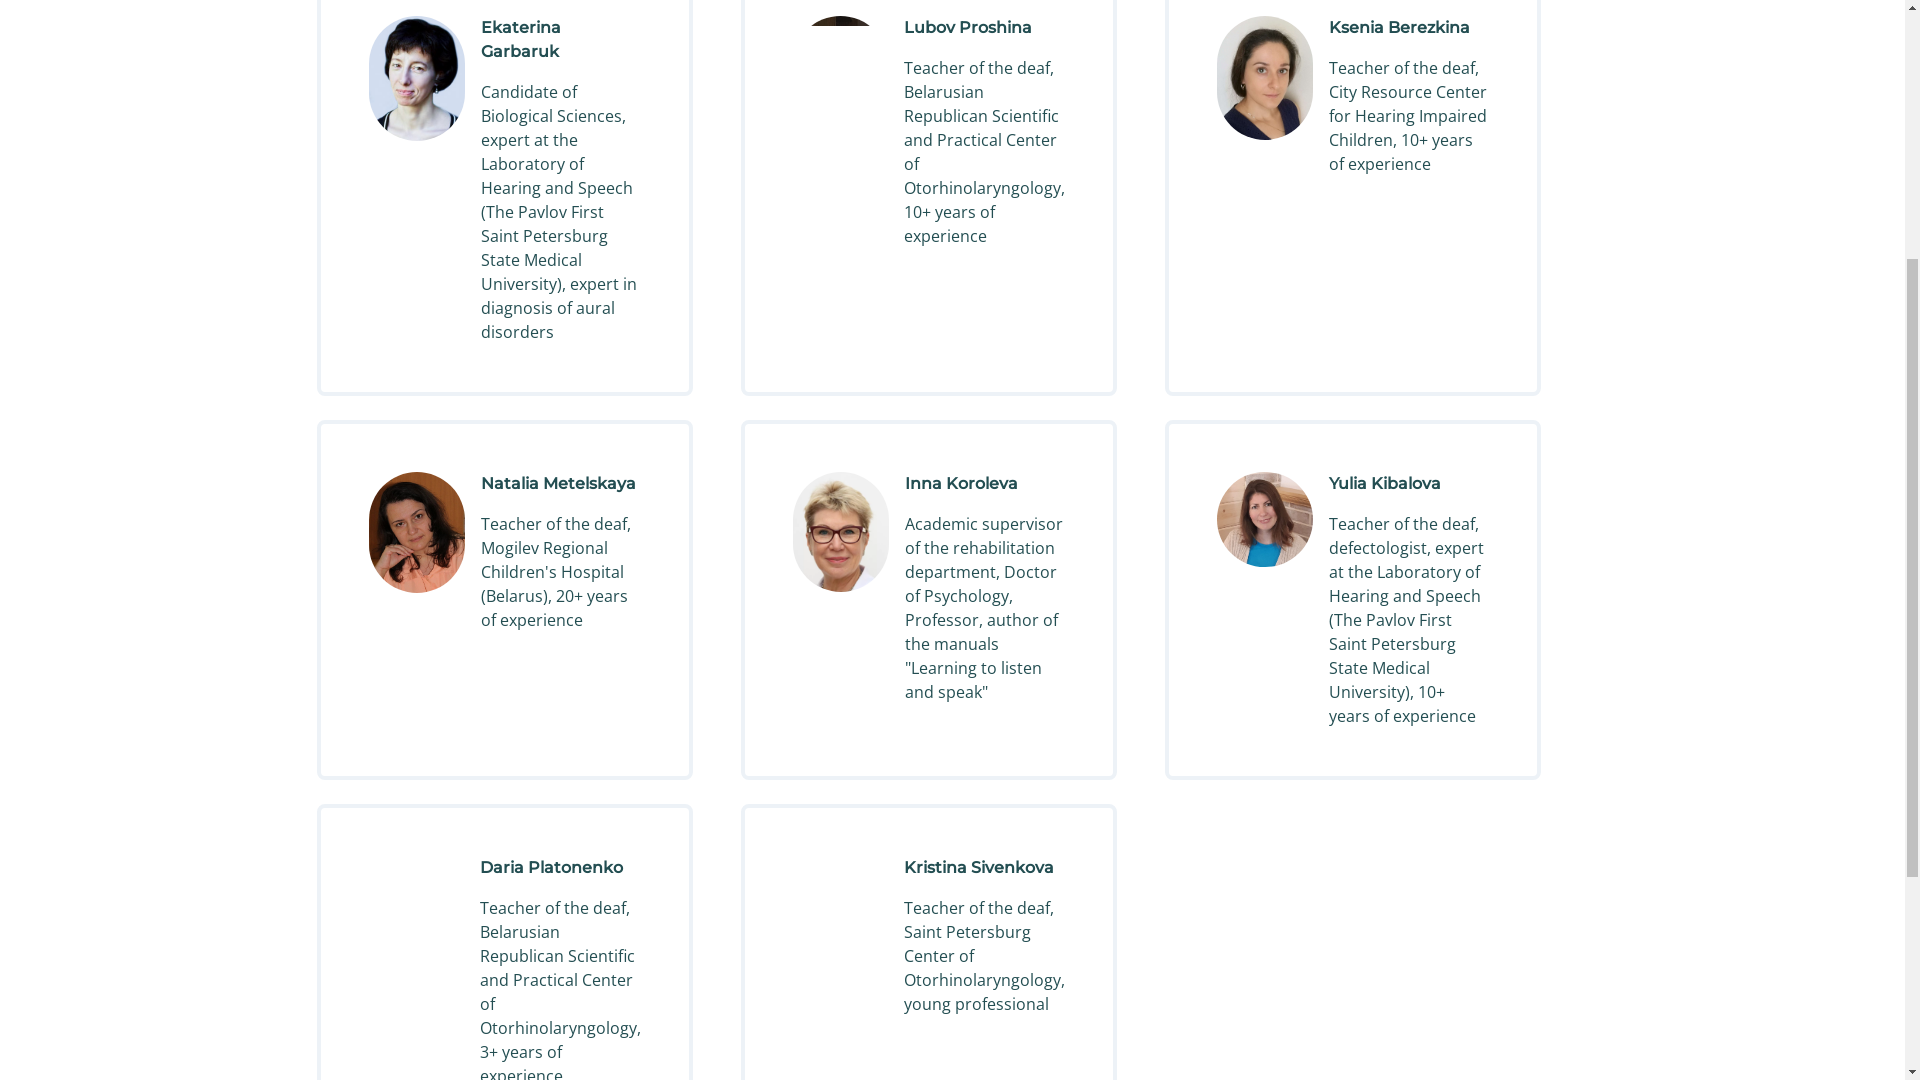 Ekaterina
Garbaruk
Candidate of
Biological Sciences,
expert at the
Laboratory of
Hearing and Speech
(The Pavlov First
Saint Petersburg
State Medical
University), expert in
diagnosis of aural
disorders
Lubov Proshina
Teacher of the deaf,
Belarusian
Republican Scientific
and Practical Center
of
Otorhinolaryngology,
10+ years of
experience
Ksenia Berezkina
Teacher of the deaf,
City Resource Center
for Hearing Impaired
Children, 10+ years
of experience
Natalia Metelskaya
Teacher of the deaf,
Mogilev Regional
Children's Hospital
(Belarus), 20+ years
of experience
Inna Koroleva
Academic supervisor
of the rehabilitation
department, Doctor
of Psychology,
Professor, author of
the manuals
"Learning to listen
and speak"
Yulia Kibalova
Teacher of the deaf,
defectologist, expert
at the Laboratory of
Hearing and Speech
(The Pavlov First
Saint Petersburg
State Medical
University), 10+
years of experience
Daria Platonenko
Teacher of the deaf,
Belarusian
Republican Scientific
and Practical Center
of
Otorhinolaryngology,
3+ years of
experience
Kristina Sivenkova
Teacher of the deaf,
Saint Petersburg
Center of
Otorhinolaryngology,
young professional